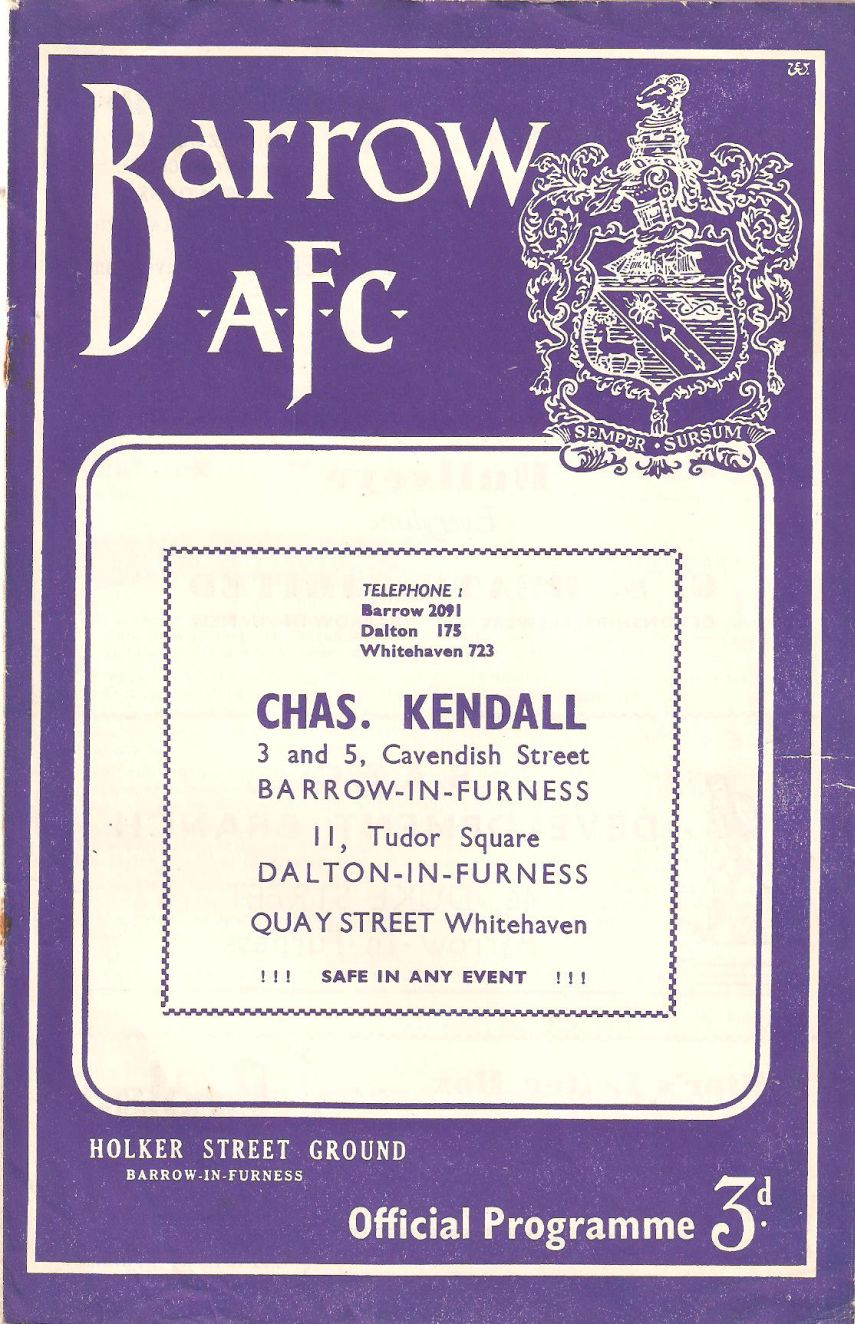 Barrow
A.F.C.
SEMPER · SURSUM
TELEPHONE :
Barrow 2091
Dalton 175
Whitehaven 723
CHAS. KENDALL
3 and 5, Cavendish Street
BARROW-IN-FURNESS
11, Tudor Square
DALTON-IN-FURNESS
QUAY STREET Whitehaven
!!! SAFE IN ANY EVENT !!!
HOLKER STREET GROUND
BARROW-IN-FURNESS
Official Programme 3d.